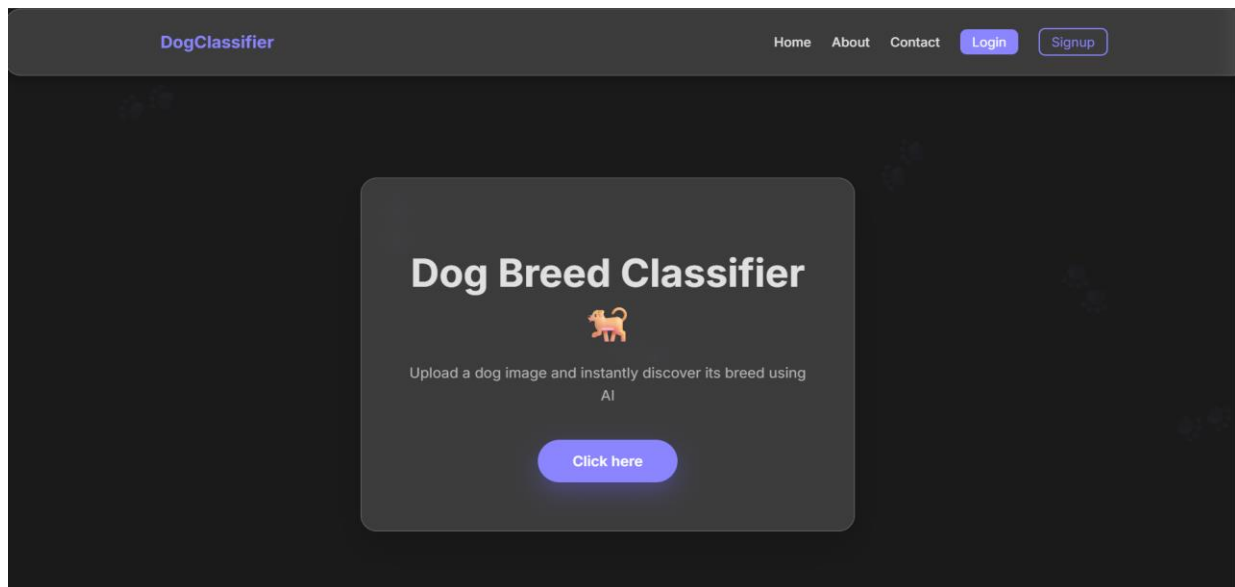 DogClassifier
Home About Contact Login Signup
Dog Breed Classifier
Upload a dog image and instantly discover its breed using
AI
Click here